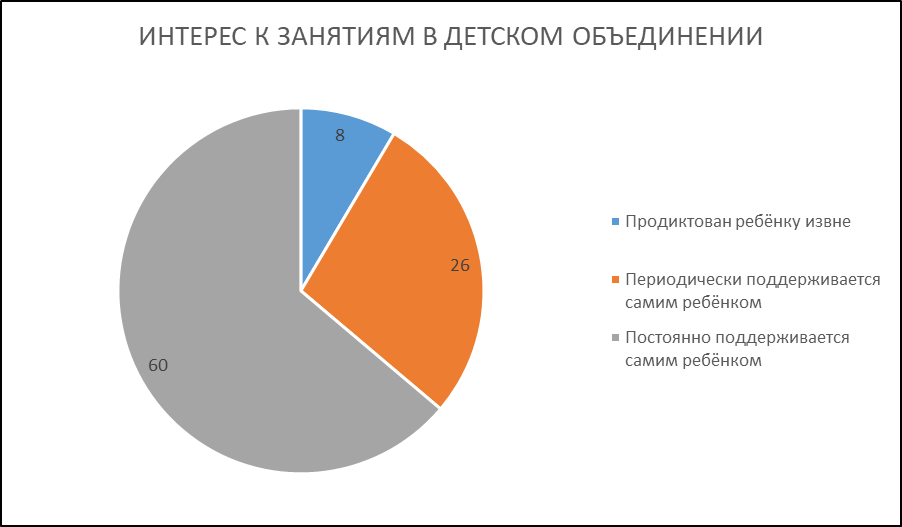 ИНТЕРЕС К ЗАНЯТИЯМ В ДЕТСКОМ ОБЪЕДИНЕНИИ
8
26
60
Продиктован ребёнку извне
Периодически поддерживается
самим ребёнком
Постоянно поддерживается
самим ребёнком